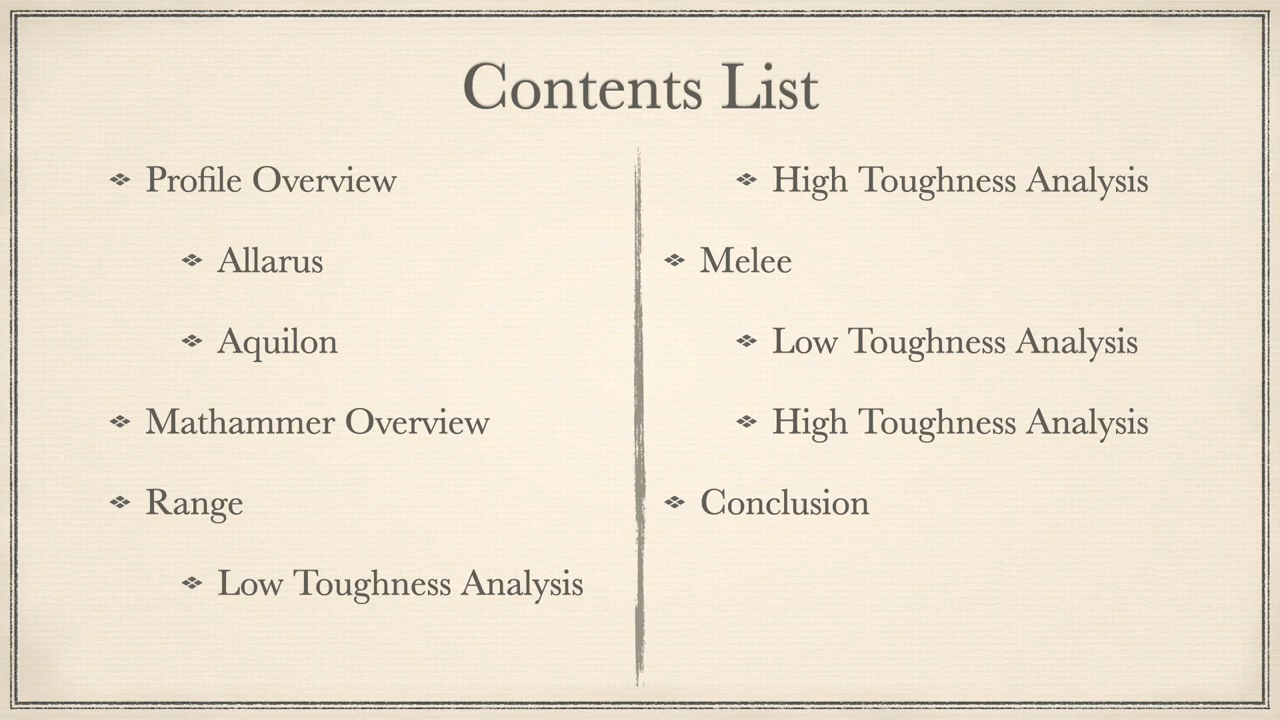 Contents List
Profile Overview
Allarus
Aquilon
Mathammer Overview
Range
Low Toughness Analysis
High Toughness Analysis
Melee
Low Toughness Analysis
High Toughness Analysis
Conclusion